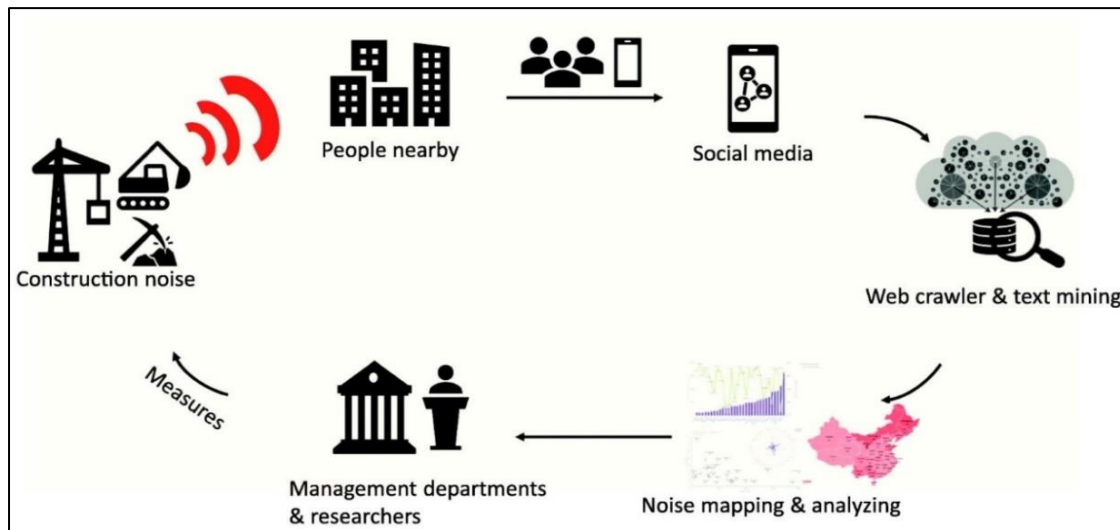 People nearby
Social media
Construction noise
Web crawler & text mining
Measures
Management departments
& researchers
Noise mapping & analyzing